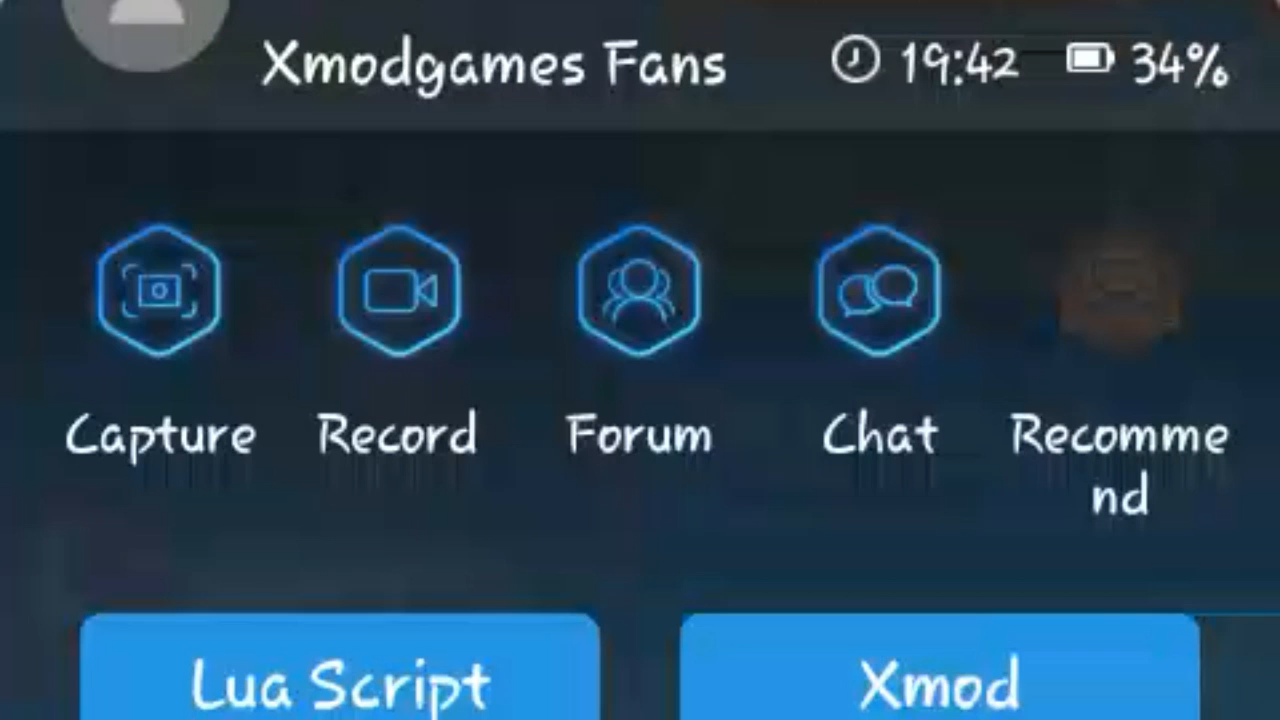 Xmodgames Fans 19:42 34%
Capture Record Forum Chat Recomme
nd
Lua Script Xmod